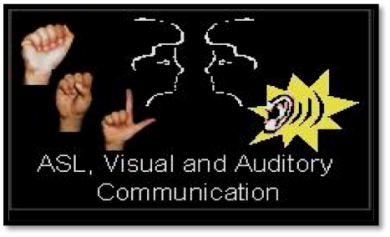 ASL, Visual and Auditory
Communication